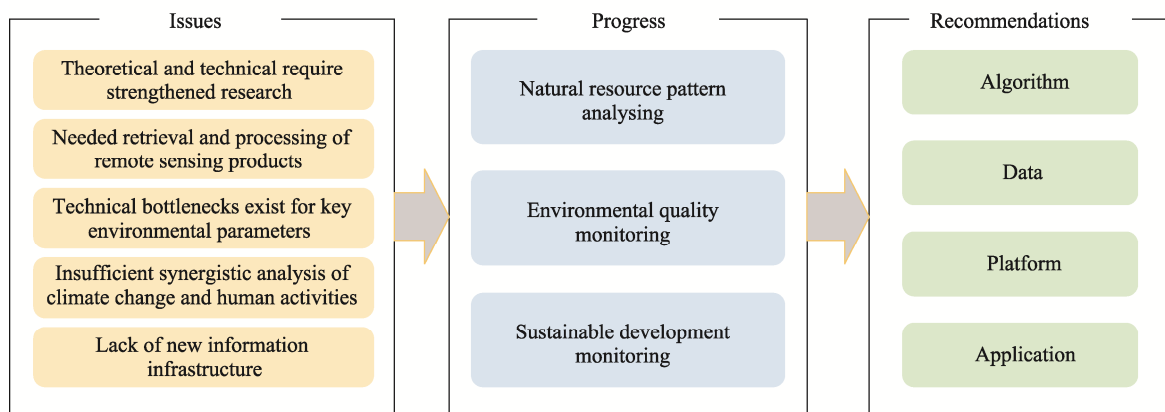 Issues
Theoretical and technical require
strengthened research
Needed retrieval and processing of
remote sensing products
Technical bottlenecks exist for key
environmental parameters
Insufficient synergistic analysis of
climate change and human activities
Lack of new information
infrastructure
Progress
Natural resource pattern
analysing
Environmental quality
monitoring
Sustainable development
monitoring
Recommendations
Algorithm
Data
Platform
Application